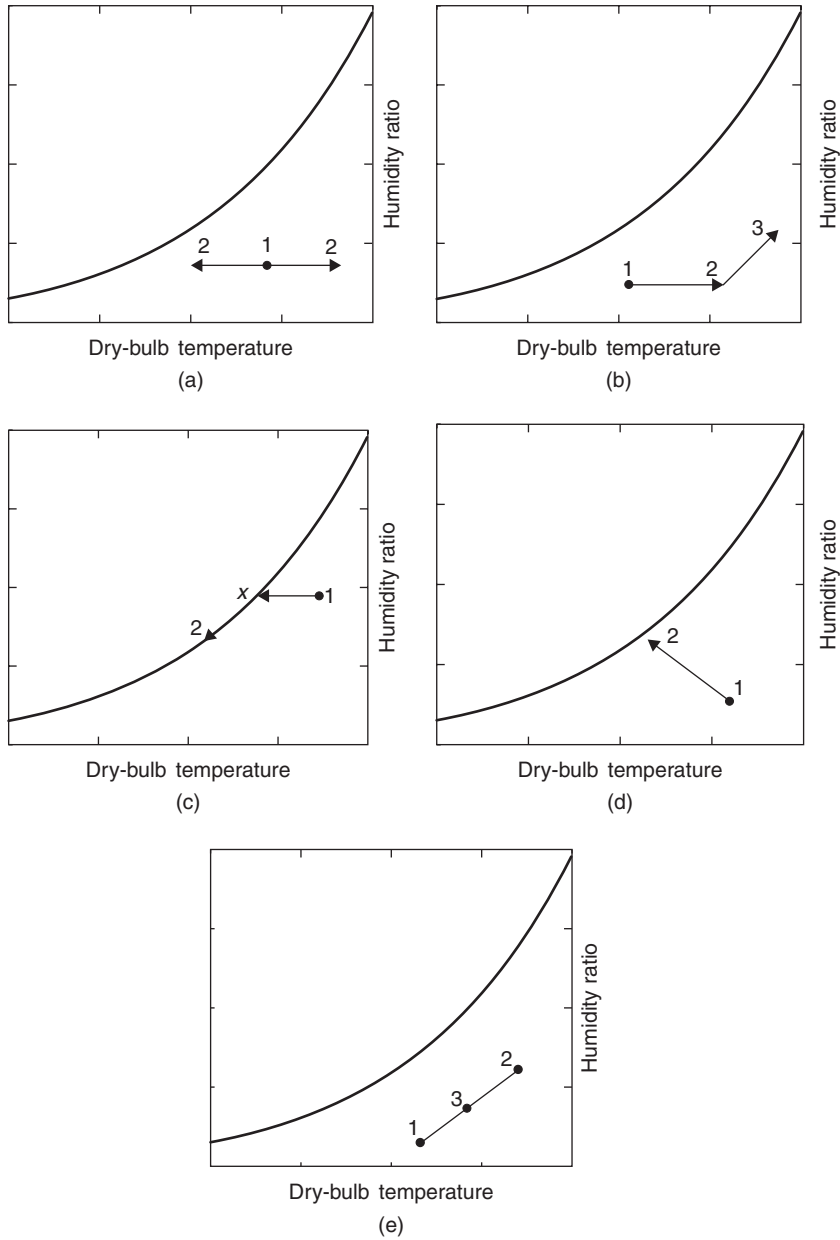 2 1 2
Humidity ratio
Dry-bulb temperature
(a)
3
1 2
Humidity ratio
Dry-bulb temperature
(b)
x 1
2
Humidity ratio
Dry-bulb temperature
(c)
2
1
Humidity ratio
Dry-bulb temperature
(d)
2
3
1
Humidity ratio
Dry-bulb temperature
(e)